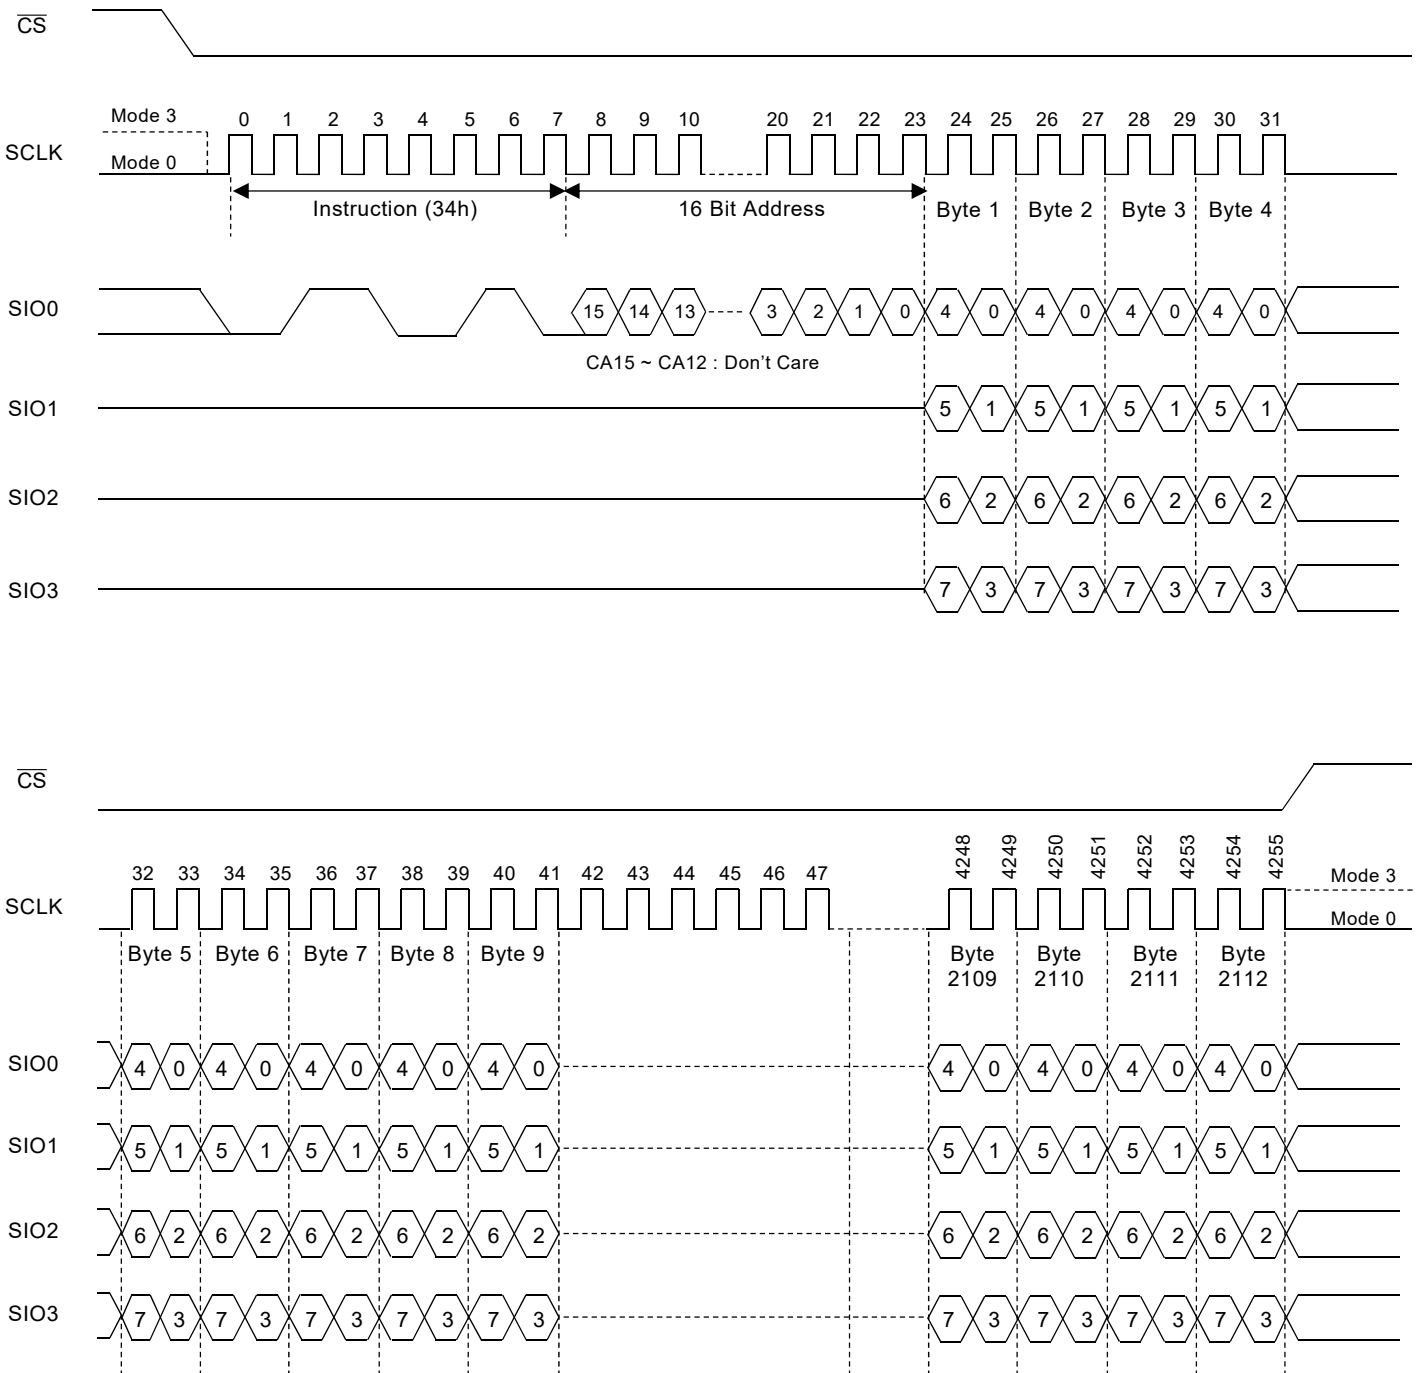 CS
Mode 3
0 1 2 3 4 5 6 7 8 9 10 20 21 22 23 24 25 26 27 28 29 30 31
SCLK
Mode 0
Instruction (34h) 16 Bit Address Byte 1 Byte 2 Byte 3 Byte 4
SIO0 15 14 13 3 2 1 0 4 0 4 0 4 0 4 0
CA15 ~ CA12 : Don't Care
SIO1 5 1 5 1 5 1 5 1
SIO2 6 2 6 2 6 2 6 2
SIO3 7 3 7 3 7 3 7 3
CS
4248 4249 4250 4251 4252 4253 4254 4255
32 33 34 35 36 37 38 39 40 41 42 43 44 45 46 47 Mode 3
SCLK Mode 0
Byte 5 Byte 6 Byte 7 Byte 8 Byte 9 Byte Byte Byte Byte
2109 2110 2111 2112
SIO0 4 0 4 0 4 0 4 0 4 0 4 0 4 0 4 0 4 0
SIO1 5 1 5 1 5 1 5 1 5 1 5 1 5 1 5 1 5 1
SIO2 6 2 6 2 6 2 6 2 6 2 6 2 6 2 6 2 6 2
SIO3 7 3 7 3 7 3 7 3 7 3 7 3 7 3 7 3 7 3